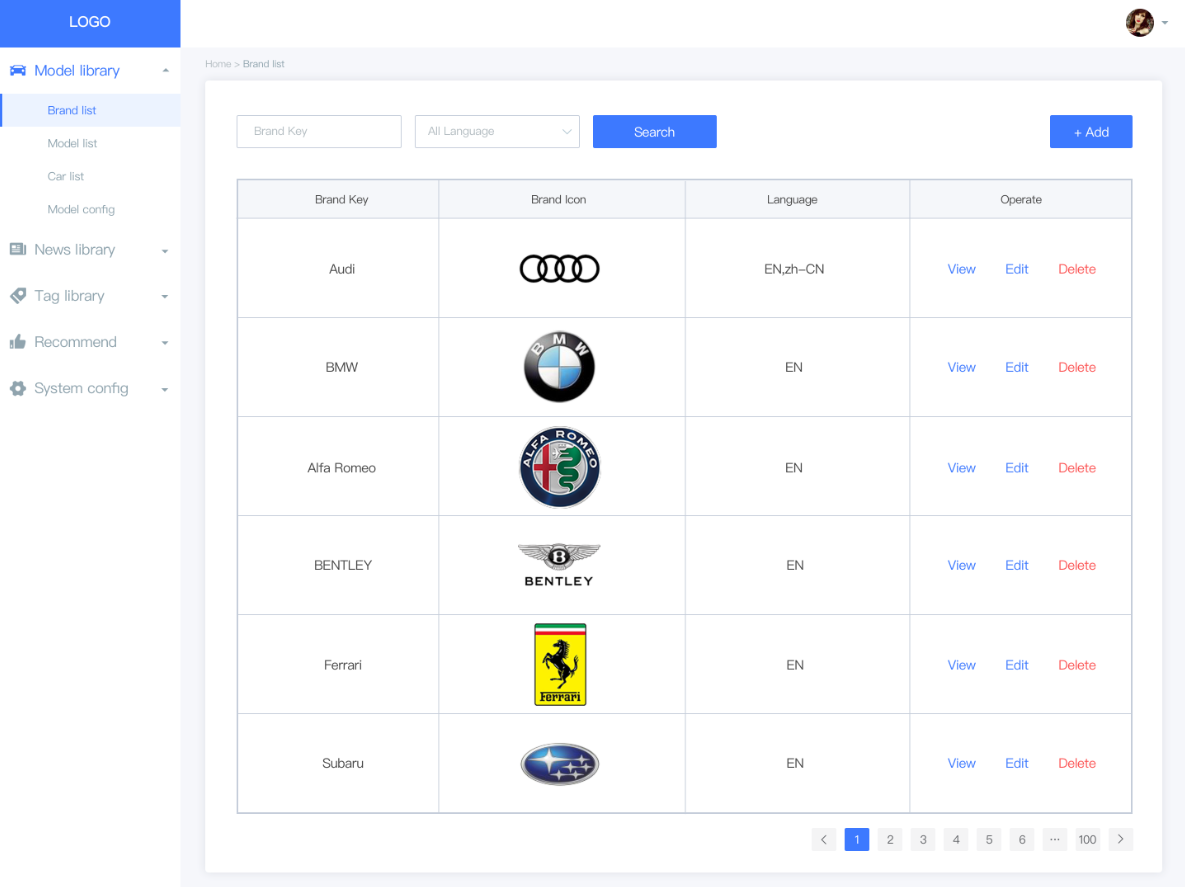 LOGO
Model library
Brand list
Model list
Car list
Model config
News library
Tag library
Recommend
System config
Home > Brand list
Brand Key All Language Search + Add
Brand Key Brand Icon Language Operate
Audi EN,zh-CN View Edit Delete
BMW BMW EN View Edit Delete
Alfa Romeo ALFA ROMEO EN View Edit Delete
BENTLEY B BENTLEY EN View Edit Delete
Ferrari Ferrari EN View Edit Delete
Subaru EN View Edit Delete
< 1 2 3 4 5 6 ··· 100 >